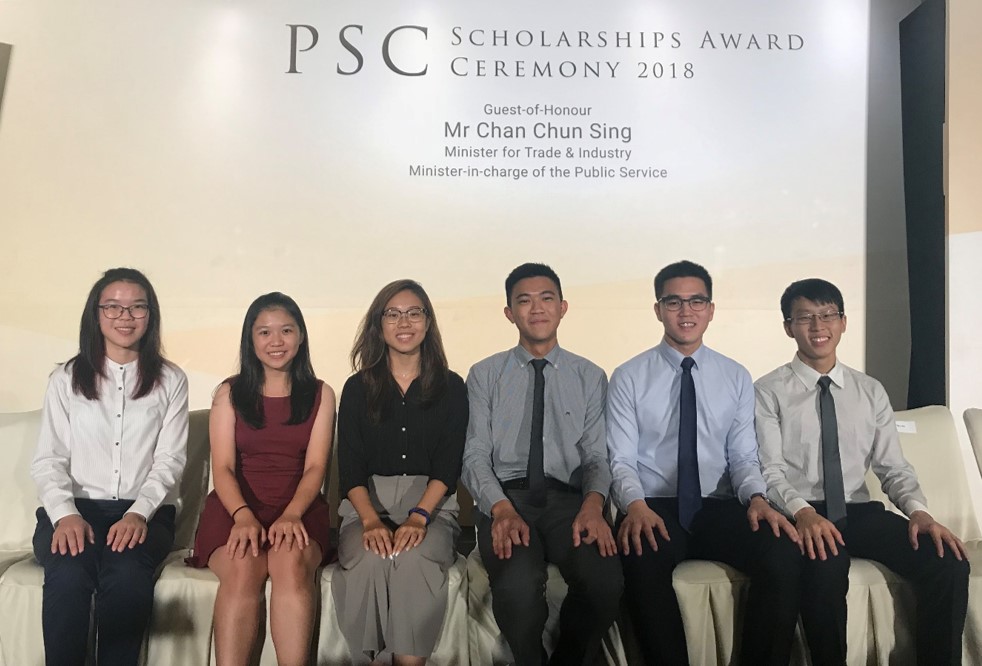 PSC SCHOLARSHIPS AWARD
CEREMONY 2018
Guest-of-Honour
Mr Chan Chun Sing
Minister for Trade & Industry
Minister-in-charge of the Public Service